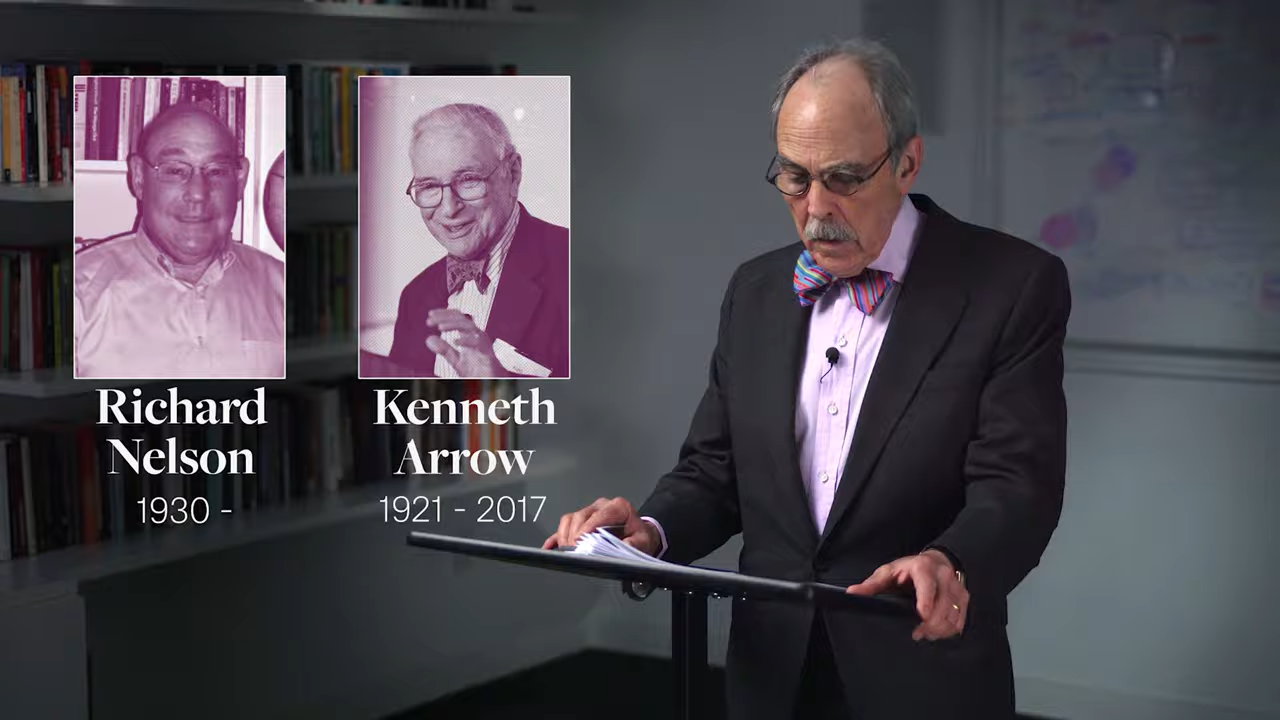 Richard
Nelson
1930 -
Kenneth
Arrow
1921 - 2017